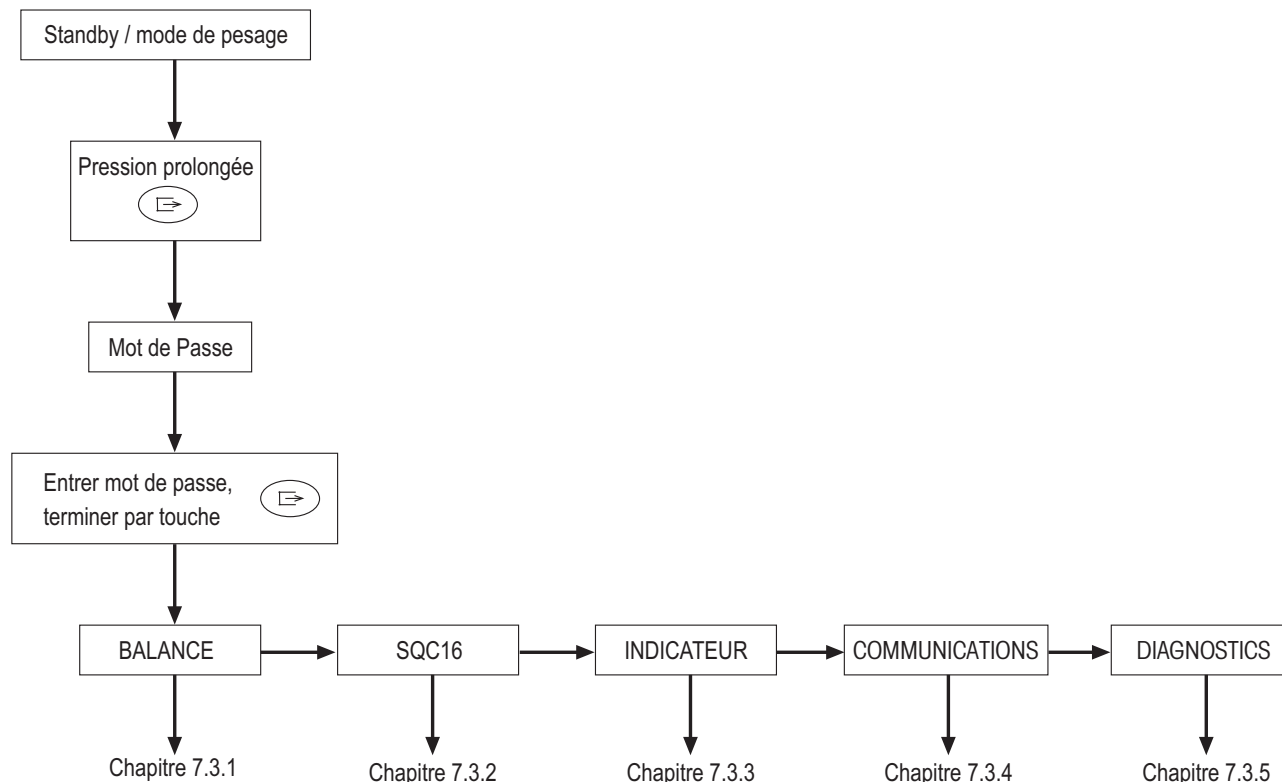 Standby / mode de pesage
Pression prolongée
Mot de Passe
Entrer mot de passe,
terminer par touche
BALANCE
SQC16
INDICATEUR
COMMUNICATIONS
DIAGNOSTICS
Chapitre 7.3.1
Chapitre 7.3.2
Chapitre 7.3.3
Chapitre 7.3.4
Chapitre 7.3.5